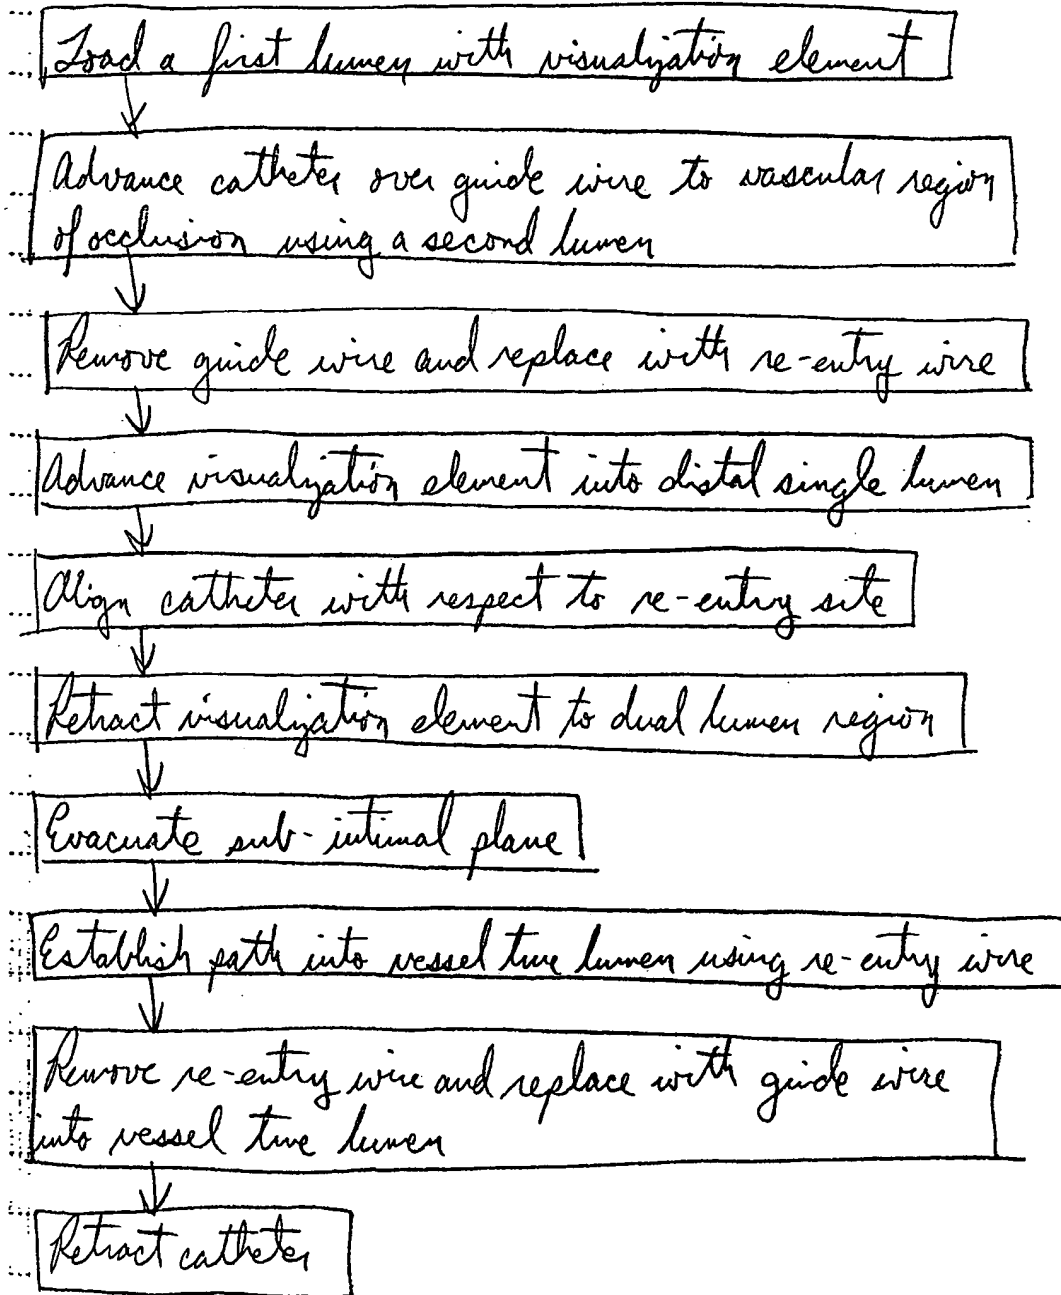 Load a first lumen with visualization element
Advance catheter over guide wire to vascular region
of occlusion using a second lumen
Remove guide wire and replace with re-entry wire
Advance visualization element into distal single lumen
Align catheter with respect to re-entry site
Retract visualization element to dual lumen region
Evacuate sub-intimal plane
Establish path into vessel true lumen using re-entry wire
Remove re-entry wire and replace with guide wire
into vessel true lumen
Retract catheter